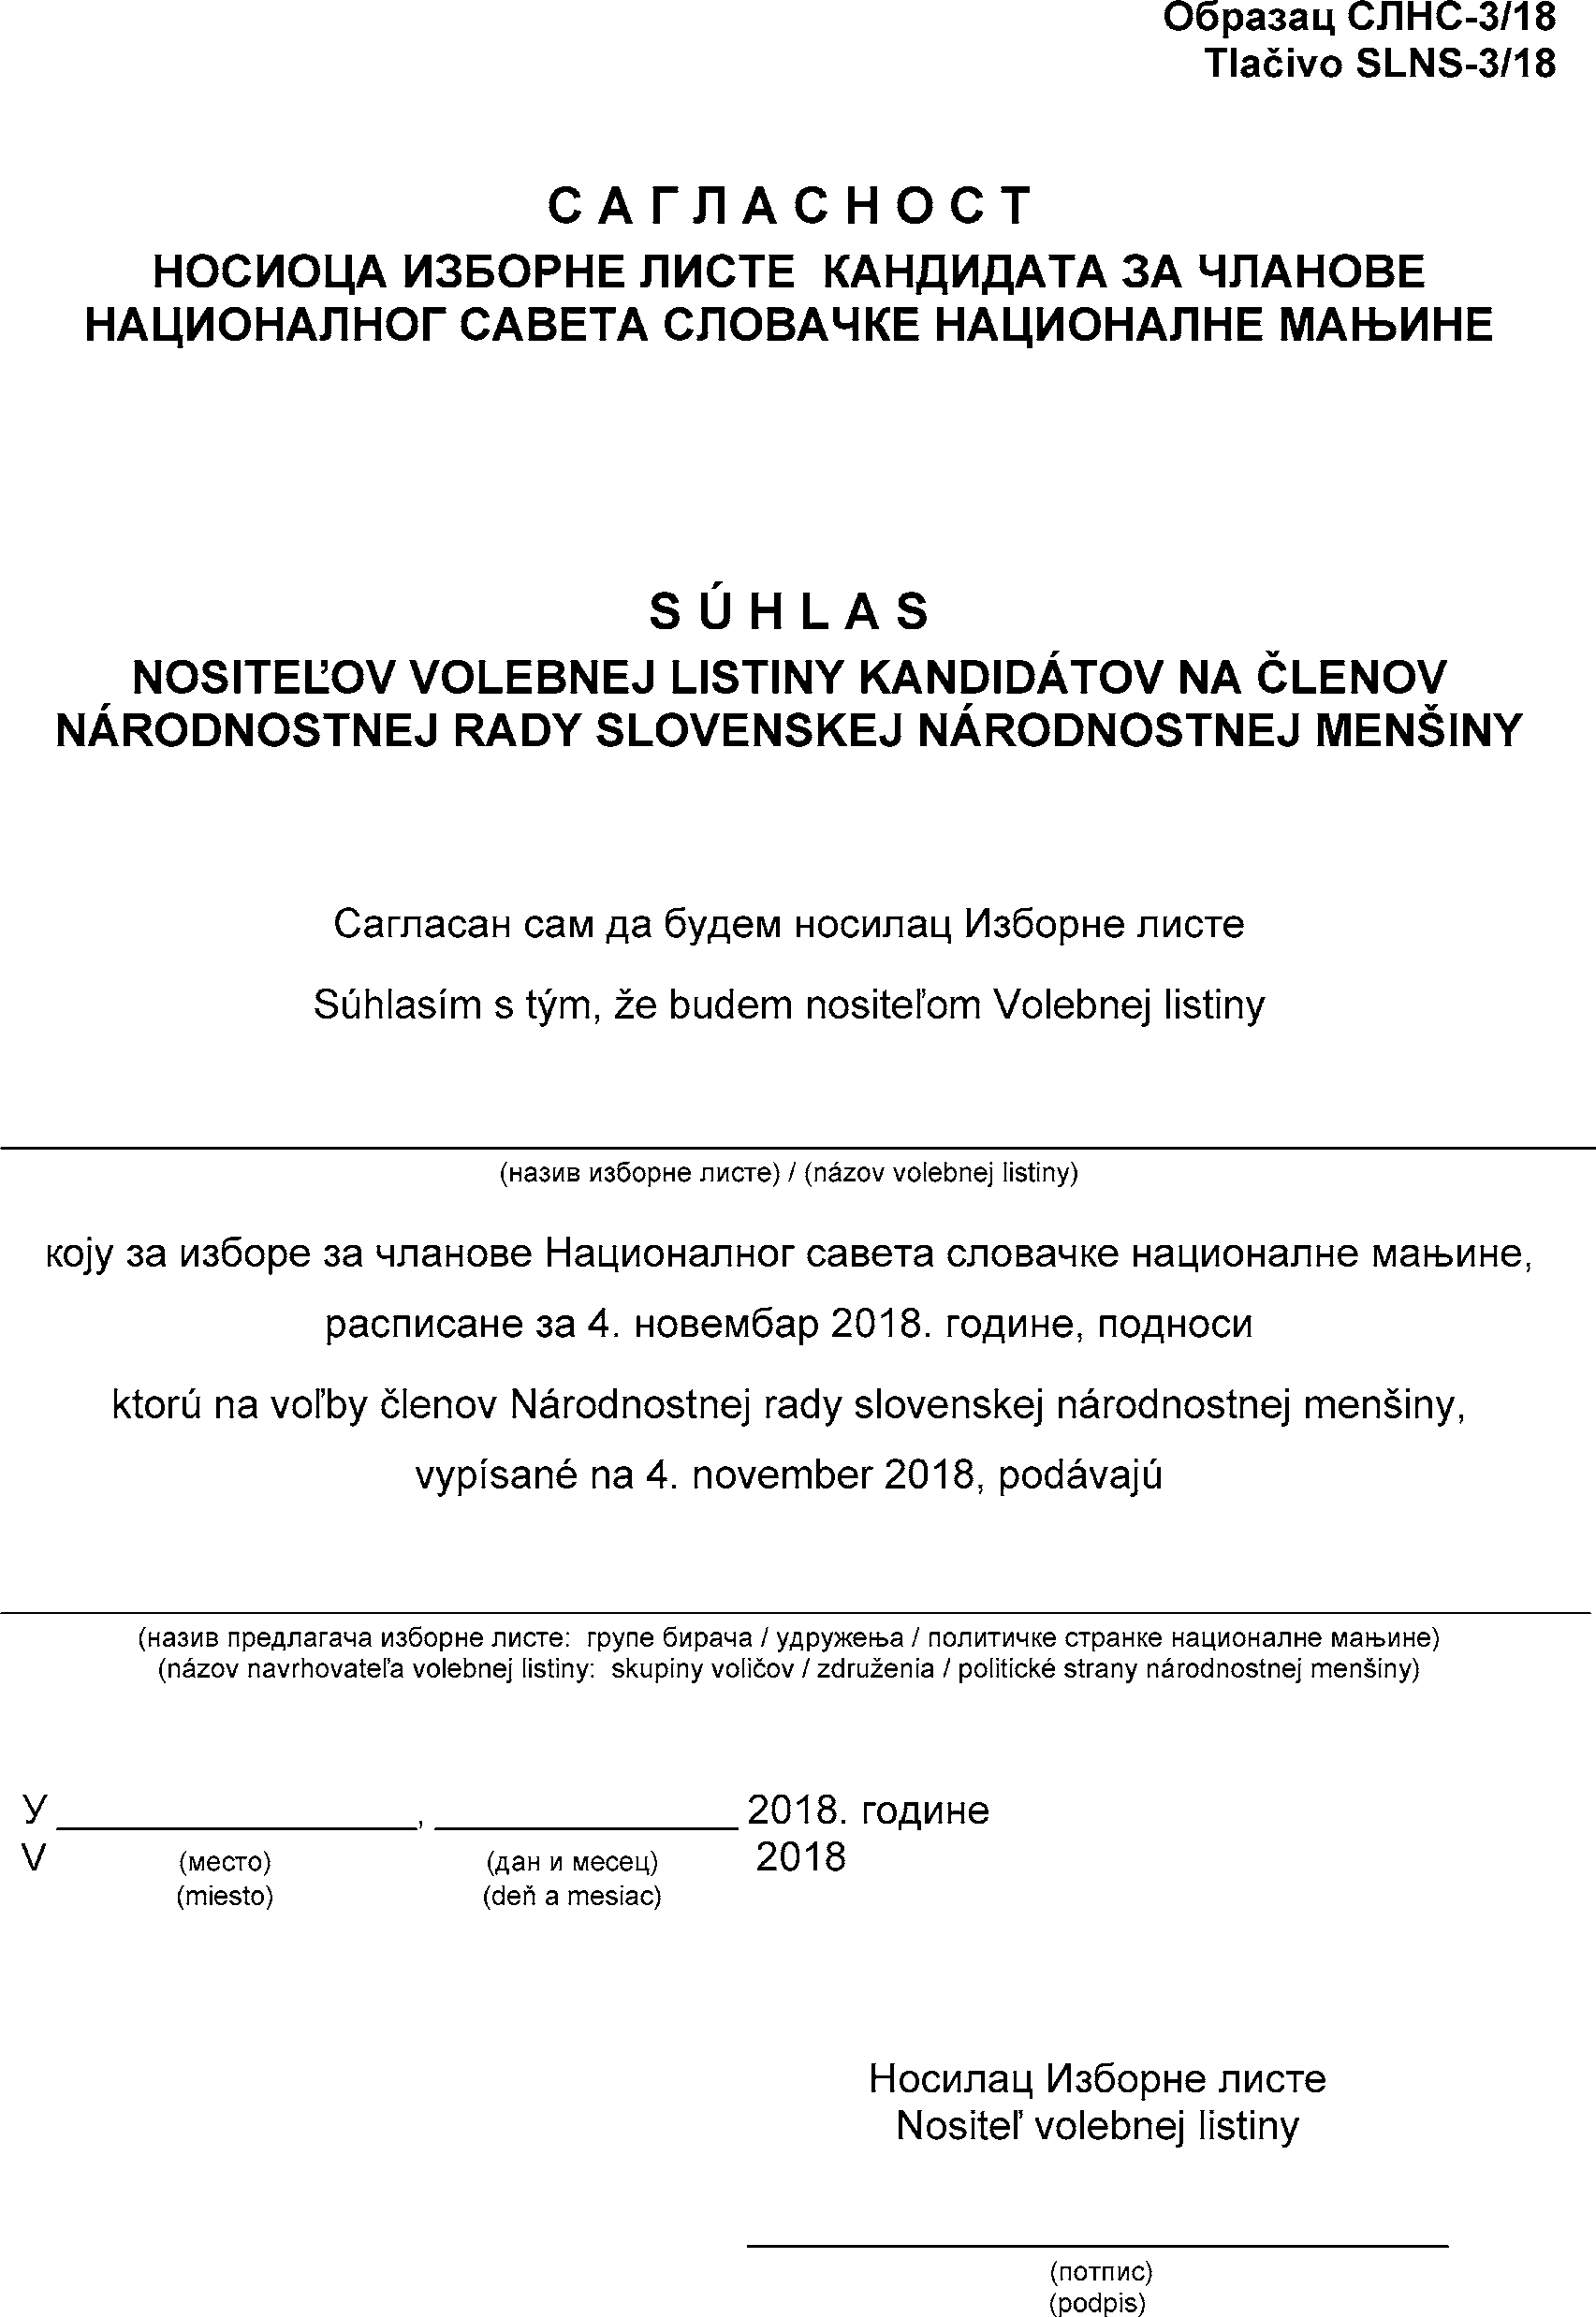 Образац СЛНС-3/18
Tlačivo SLNS-3/18
С А Г Л А С Н О С Т
НОСИОЦА ИЗБОРНЕ ЛИСТЕ КАНДИДАТА ЗА ЧЛАНОВЕ
НАЦИОНАЛНОГ САВЕТА СЛОВАЧКЕ НАЦИОНАЛНЕ МАЊИНЕ
S Ú H L A S
NOSITEĽOV VOLEBNEJ LISTINY KANDIDÁTOV NA ČLENOV
NÁRODNOSTNEJ RADY SLOVENSKEJ NÁRODNOSTNEJ MENŠINY
Сагласан сам да будем носилац Изборне листе
Súhlasím s tým, že budem nositeľom Volebnej listiny
(назив изборне листе) / (názov volebnej listiny)
коју за изборе за чланове Националног савета словачке националне мањине,
расписане за 4. новембар 2018. године, подноси
ktorú na voľby členov Národnostnej rady slovenskej národnostnej menšiny,
vypísané na 4. november 2018, podávajú
(назив предлагача изборне листе: групе бирача / удружења / политичке странке националне мањине)
(názov navrhovateľa volebnej listiny: skupiny voličov / združenia / politické strany národnostnej menšiny)
У _______________, _____________ 2018. године
V (место) (дан и месец) 2018
(miesto) (deň a mesiac)
Носилац Изборне листе
Nositeľ volebnej listiny
(потпис)
(podpis)